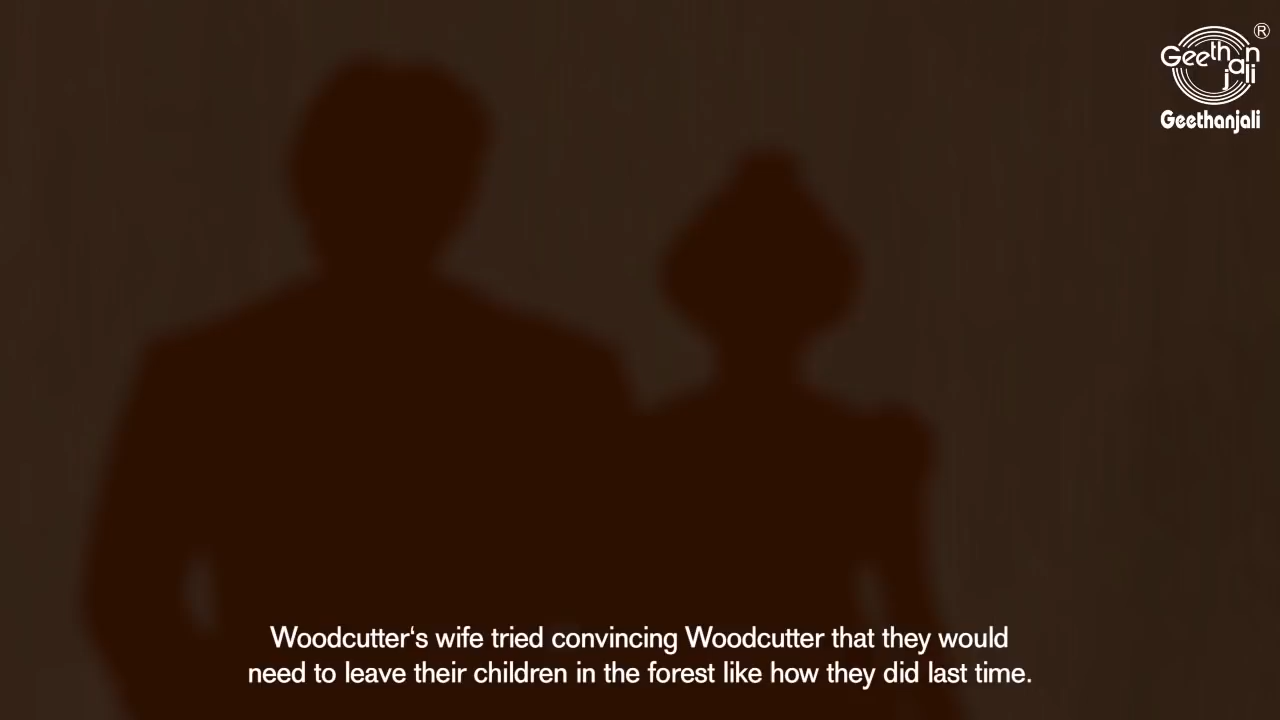 Geethanjali
®
Geethanjali
Woodcutter‘s wife tried convincing Woodcutter that they would
need to leave their children in the forest like how they did last time.